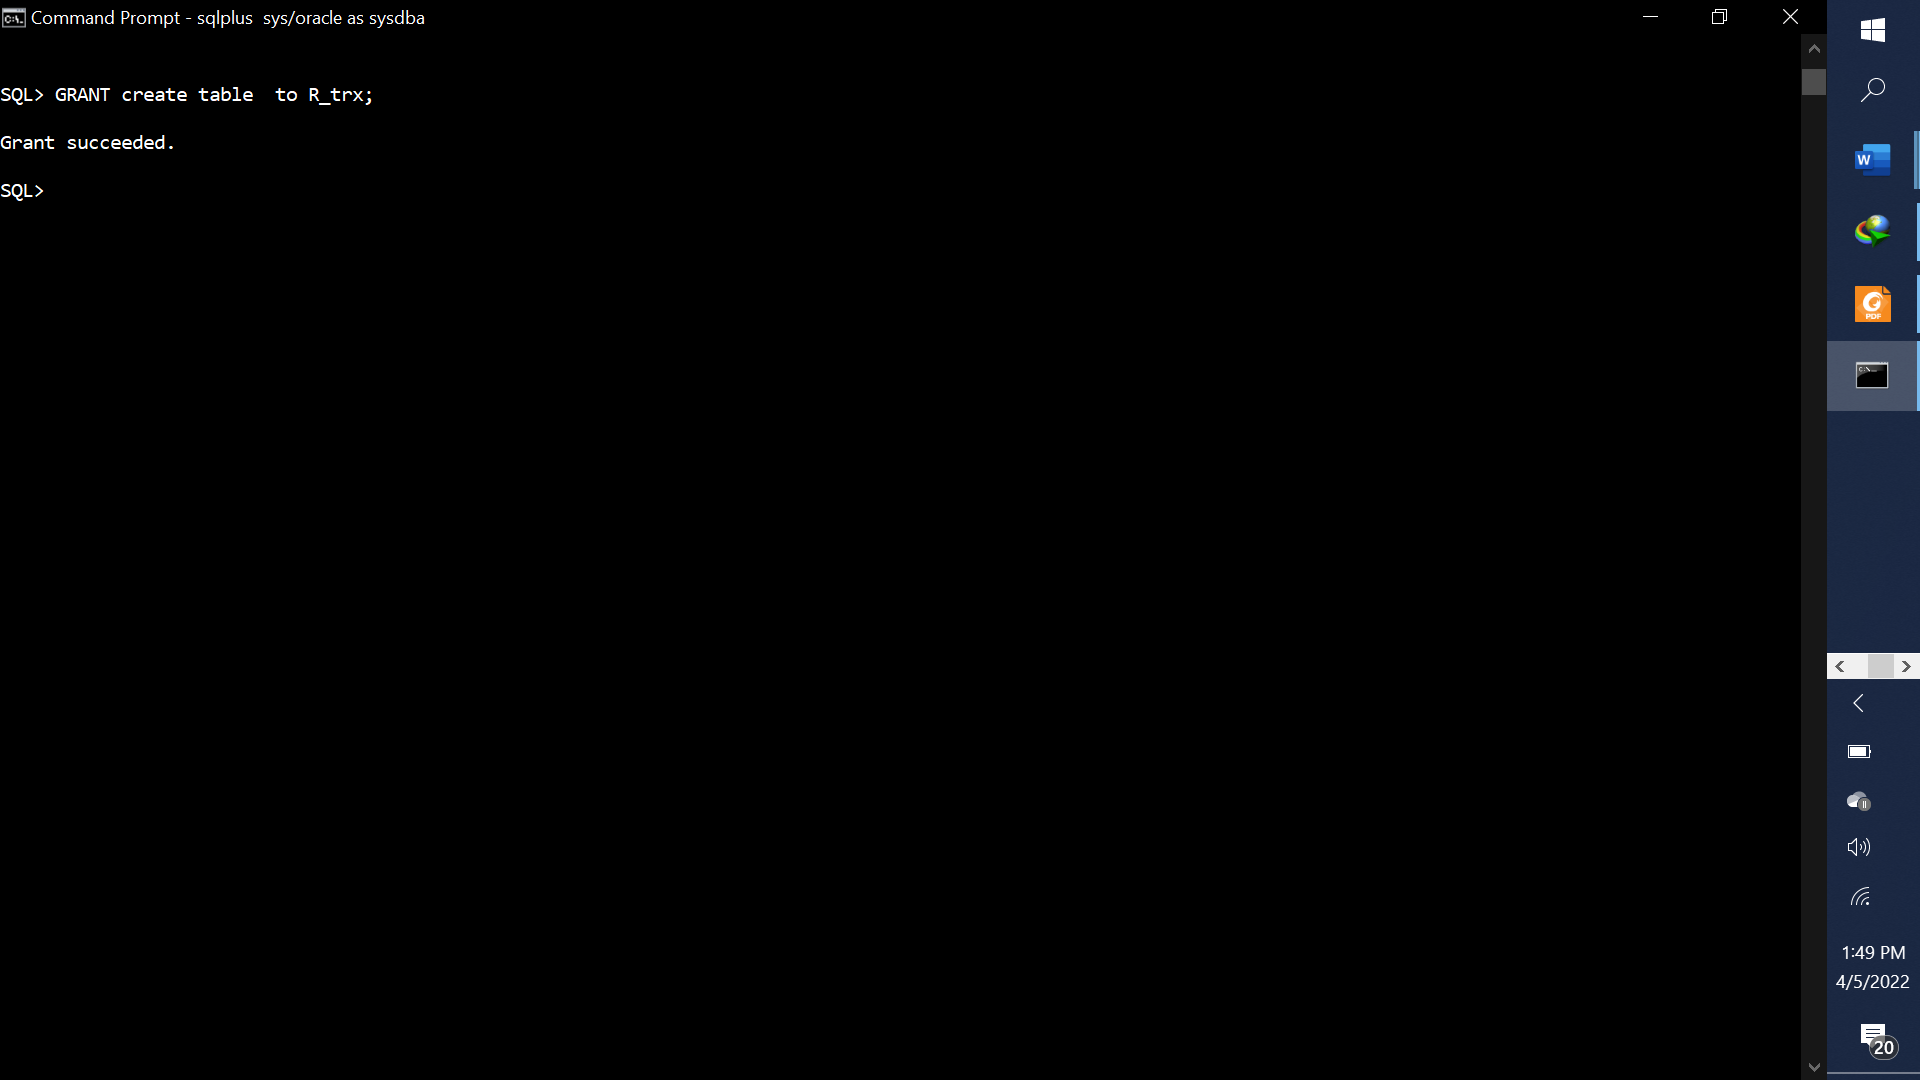 Command Prompt - sqlplus  sys/oracle as sysdba
SQL> GRANT create table  to R_trx;
Grant succeeded.
SQL>
W
PDF
C:\_
1:49 PM
4/5/2022
20